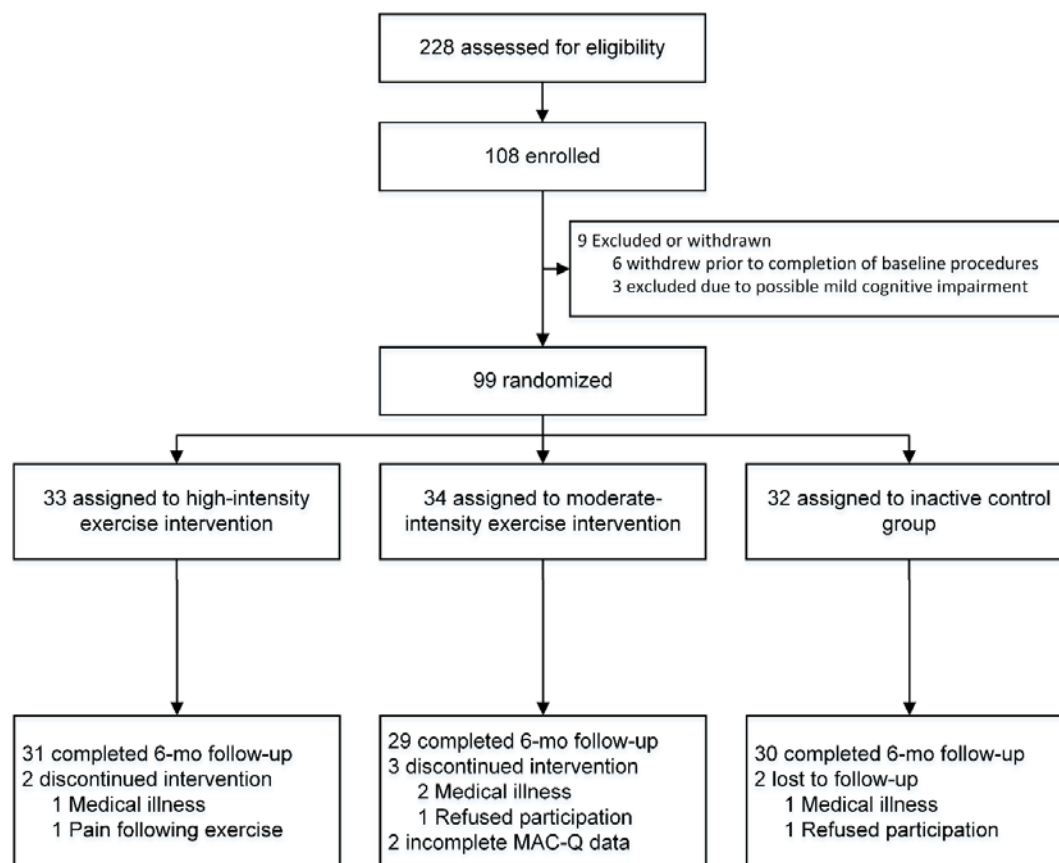 228 assessed for eligibility
108 enrolled
9 Excluded or withdrawn
6 withdrew prior to completion of baseline procedures
3 excluded due to possible mild cognitive impairment
99 randomized
33 assigned to high-intensity
exercise intervention
34 assigned to moderate-
intensity exercise intervention
32 assigned to inactive control
group
31 completed 6-mo follow-up
2 discontinued intervention
1 Medical illness
1 Pain following exercise
29 completed 6-mo follow-up
3 discontinued intervention
2 Medical illness
1 Refused participation
2 incomplete MAC-Q data
30 completed 6-mo follow-up
2 lost to follow-up
1 Medical illness
1 Refused participation